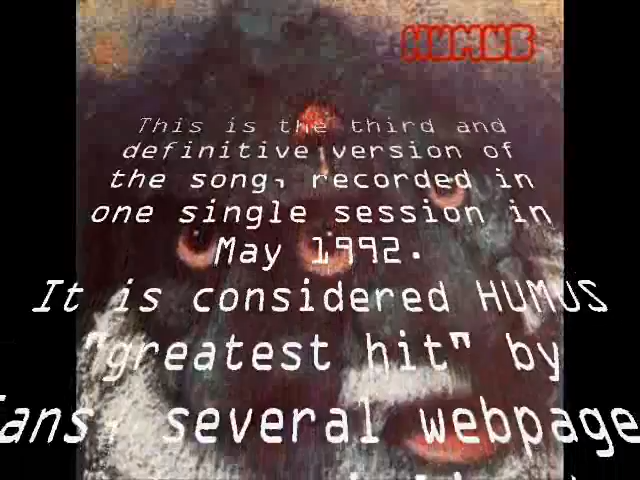 HUMUS
This is the third and
definitive version of
the song, recorded in
one single session in
May 1992.
It is considered HUMUS
"greatest hit" by
fans, several webpage